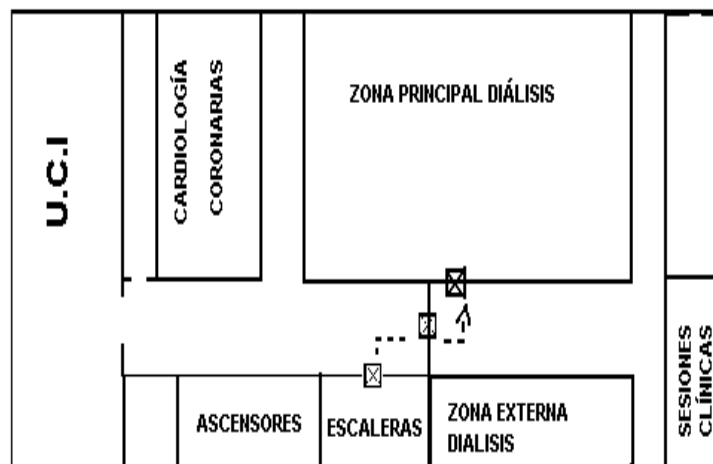 U.C.I
CARDIOLOGÍA
CORONARIAS
ZONA PRINCIPAL DIÁLISIS
ASCENSORES
ESCALERAS
ZONA EXTERNA
DIALISIS
SESIONES
CLÍNICAS